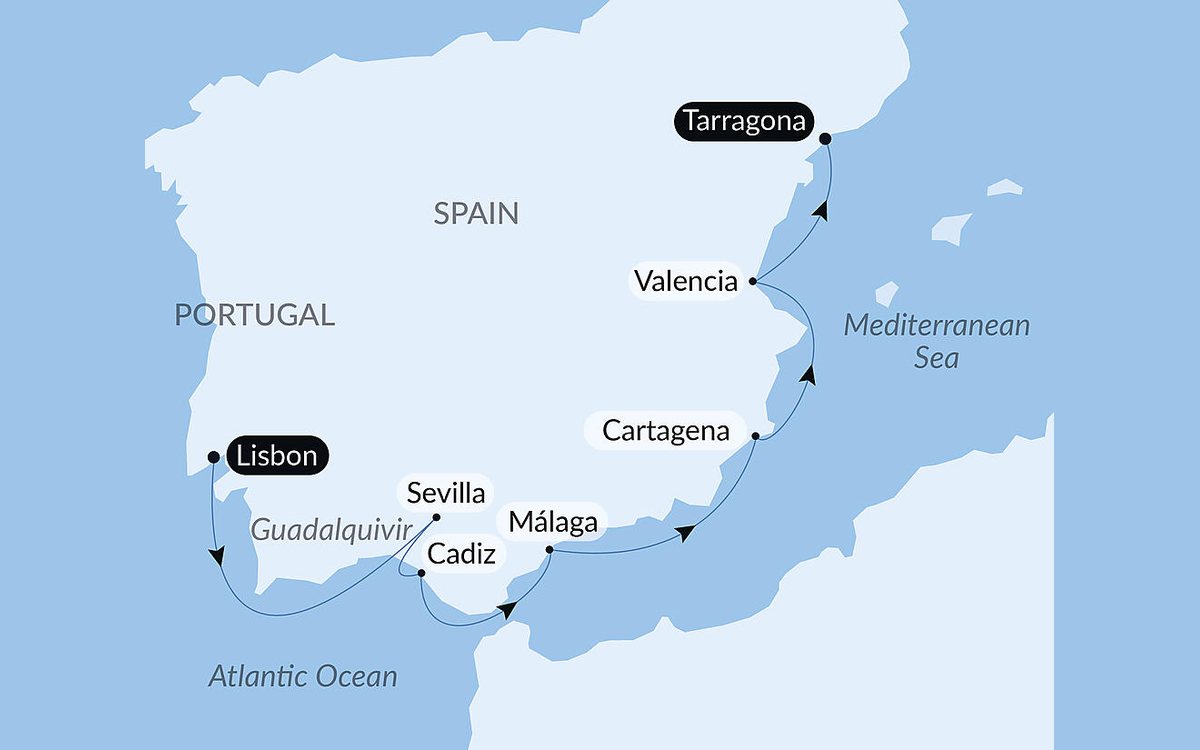 Tarragona
SPAIN
Valencia
PORTUGAL
Mediterranean
Sea
Cartagena
Lisbon
Sevilla
Málaga
Guadalquivir
Cadiz
Atlantic Ocean